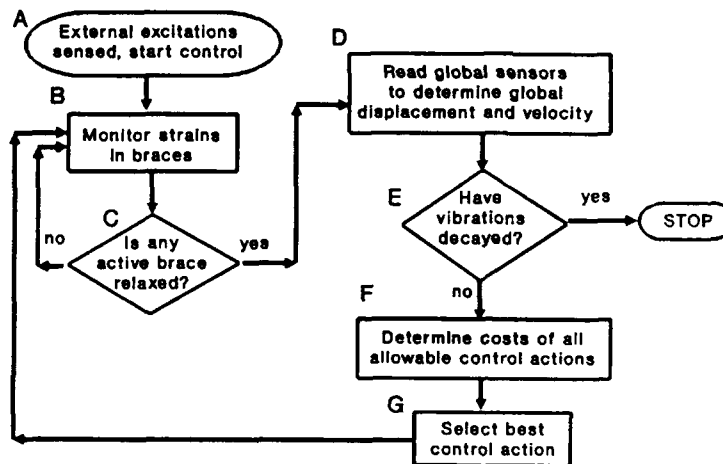 A
External excitations
sensed, start control
B
Monitor strains
in braces
C
Is any
active brace
relaxed?
no
yes
D
Read global sensors
to determine global
displacement and velocity
E
Have
vibrations
decayed?
yes
STOP
no
F
Determine costs of all
allowable control actions
G
Select best
control action